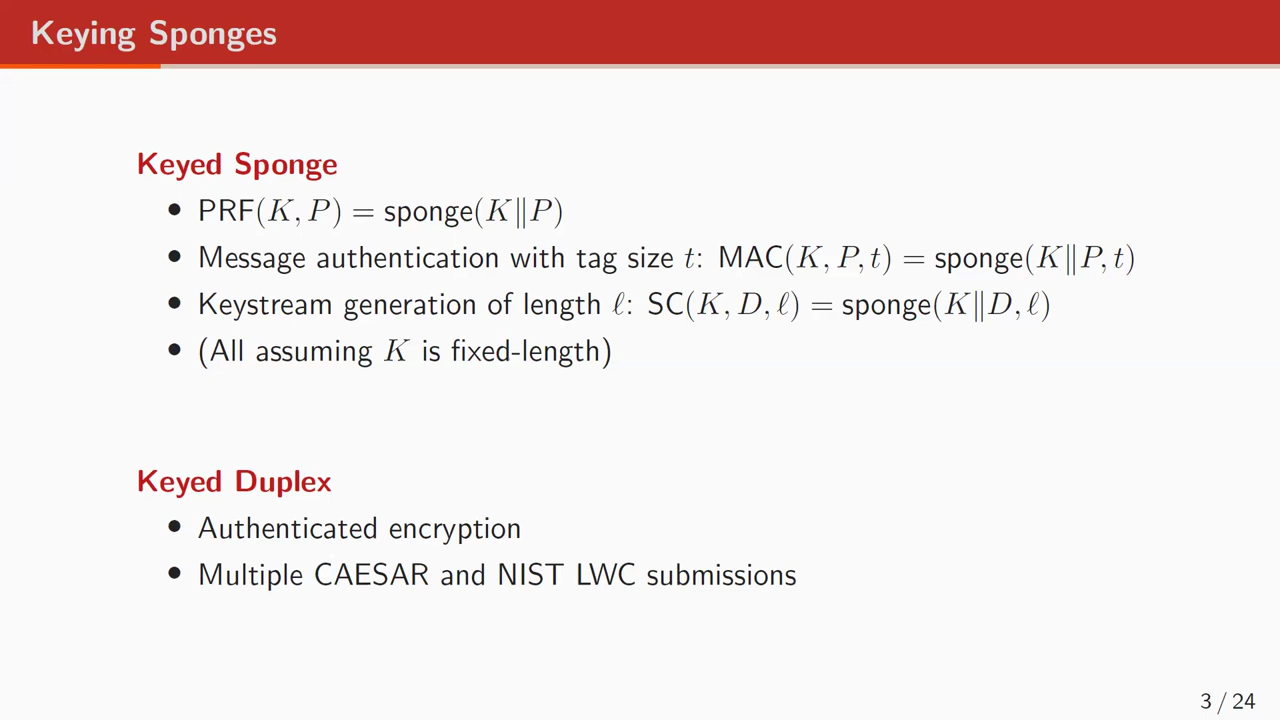 Keying Sponges
Keyed Sponge
• PRF(K, P) = sponge(K‖P)
• Message authentication with tag size t: MAC(K, P, t) = sponge(K‖P, t)
• Keystream generation of length ℓ: SC(K, D, ℓ) = sponge(K‖D, ℓ)
• (All assuming K is fixed-length)
Keyed Duplex
• Authenticated encryption
• Multiple CAESAR and NIST LWC submissions
3 / 24